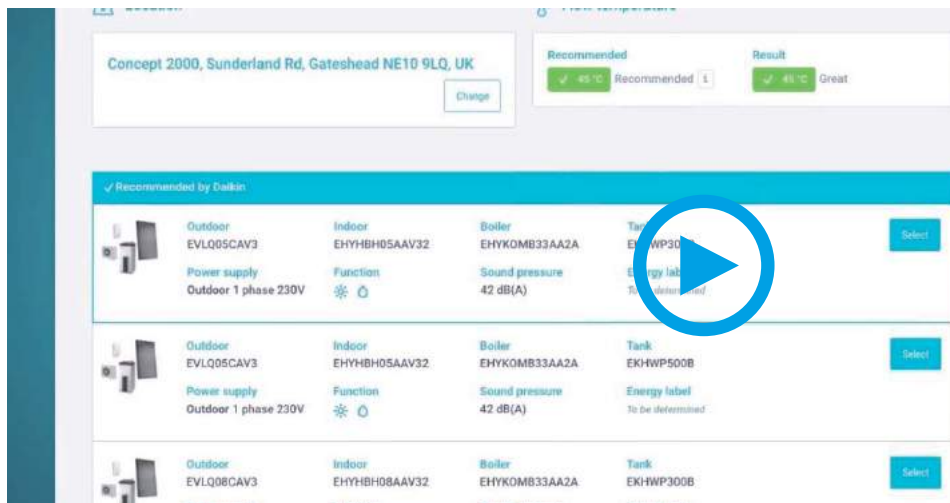 Location
Flow temperature
Concept 2000, Sunderland Rd, Gateshead NE10 9LQ, UK
Change
Recommended
45 °C Recommended i
Result
45 °C Great
Recommended by Daikin
Outdoor Indoor Boiler
EVLQ05CAV3 EHYHBH05AAV32 EHYKOMB33AA2A
Power supply Function Sound pressure
Outdoor 1 phase 230V 42 dB(A)
Select
Outdoor Indoor Boiler Tank
EVLQ05CAV3 EHYHBH05AAV32 EHYKOMB33AA2A EKHWP500B
Power supply Function Sound pressure Energy label
Outdoor 1 phase 230V 42 dB(A) To be determined
Select
Outdoor Indoor Boiler Tank
EVLQ08CAV3 EHYHBH08AAV32 EHYKOMB33AA2A EKHWP300B
Select